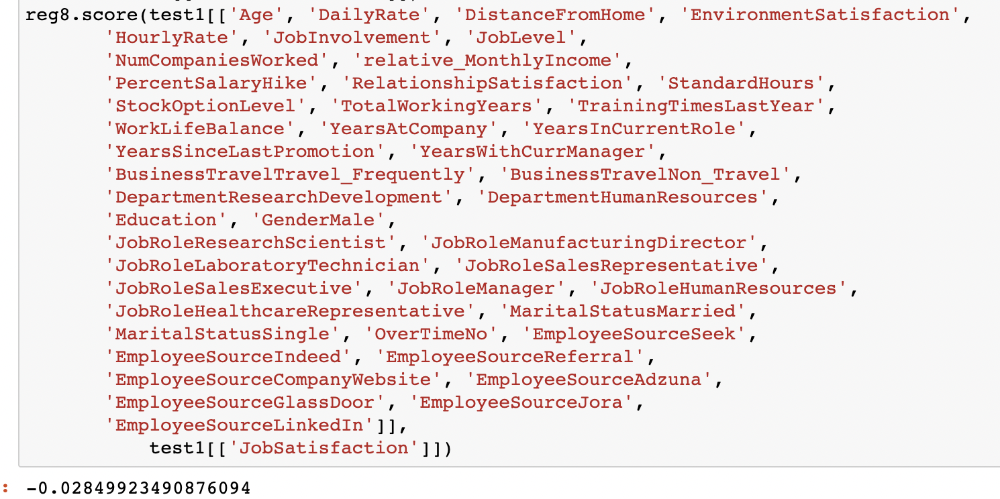 reg8.score(test1[['Age', 'DailyRate', 'DistanceFromHome', 'EnvironmentSatisfaction',
'HourlyRate', 'JobInvolvement', 'JobLevel',
'NumCompaniesWorked', 'relative_MonthlyIncome',
'PercentSalaryHike', 'RelationshipSatisfaction', 'StandardHours',
'StockOptionLevel', 'TotalWorkingYears', 'TrainingTimesLastYear',
'WorkLifeBalance', 'YearsAtCompany', 'YearsInCurrentRole',
'YearsSinceLastPromotion', 'YearsWithCurrManager',
'BusinessTravelTravel_Frequently', 'BusinessTravelNon_Travel',
'DepartmentResearchDevelopment', 'DepartmentHumanResources',
'Education', 'GenderMale',
'JobRoleResearchScientist', 'JobRoleManufacturingDirector',
'JobRoleLaboratoryTechnician', 'JobRoleSalesRepresentative',
'JobRoleSalesExecutive', 'JobRoleManager', 'JobRoleHumanResources',
'JobRoleHealthcareRepresentative', 'MaritalStatusMarried',
'MaritalStatusSingle', 'OverTimeNo', 'EmployeeSourceSeek',
'EmployeeSourceIndeed', 'EmployeeSourceReferral',
'EmployeeSourceCompanyWebsite', 'EmployeeSourceAdzuna',
'EmployeeSourceGlassDoor', 'EmployeeSourceJora',
'EmployeeSourceLinkedIn']],
test1[['JobSatisfaction']])
: -0.02849923490876094